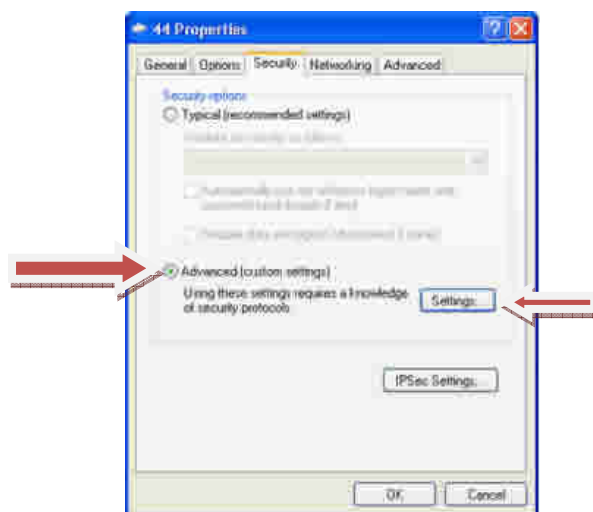 44 Properties
General Options Security Networking Advanced
Security options
Typical (recommended settings)
Advanced (custom settings)
Using these settings requires a knowledge
of security protocols.
Settings...
IPSec Settings...
OK
Cancel